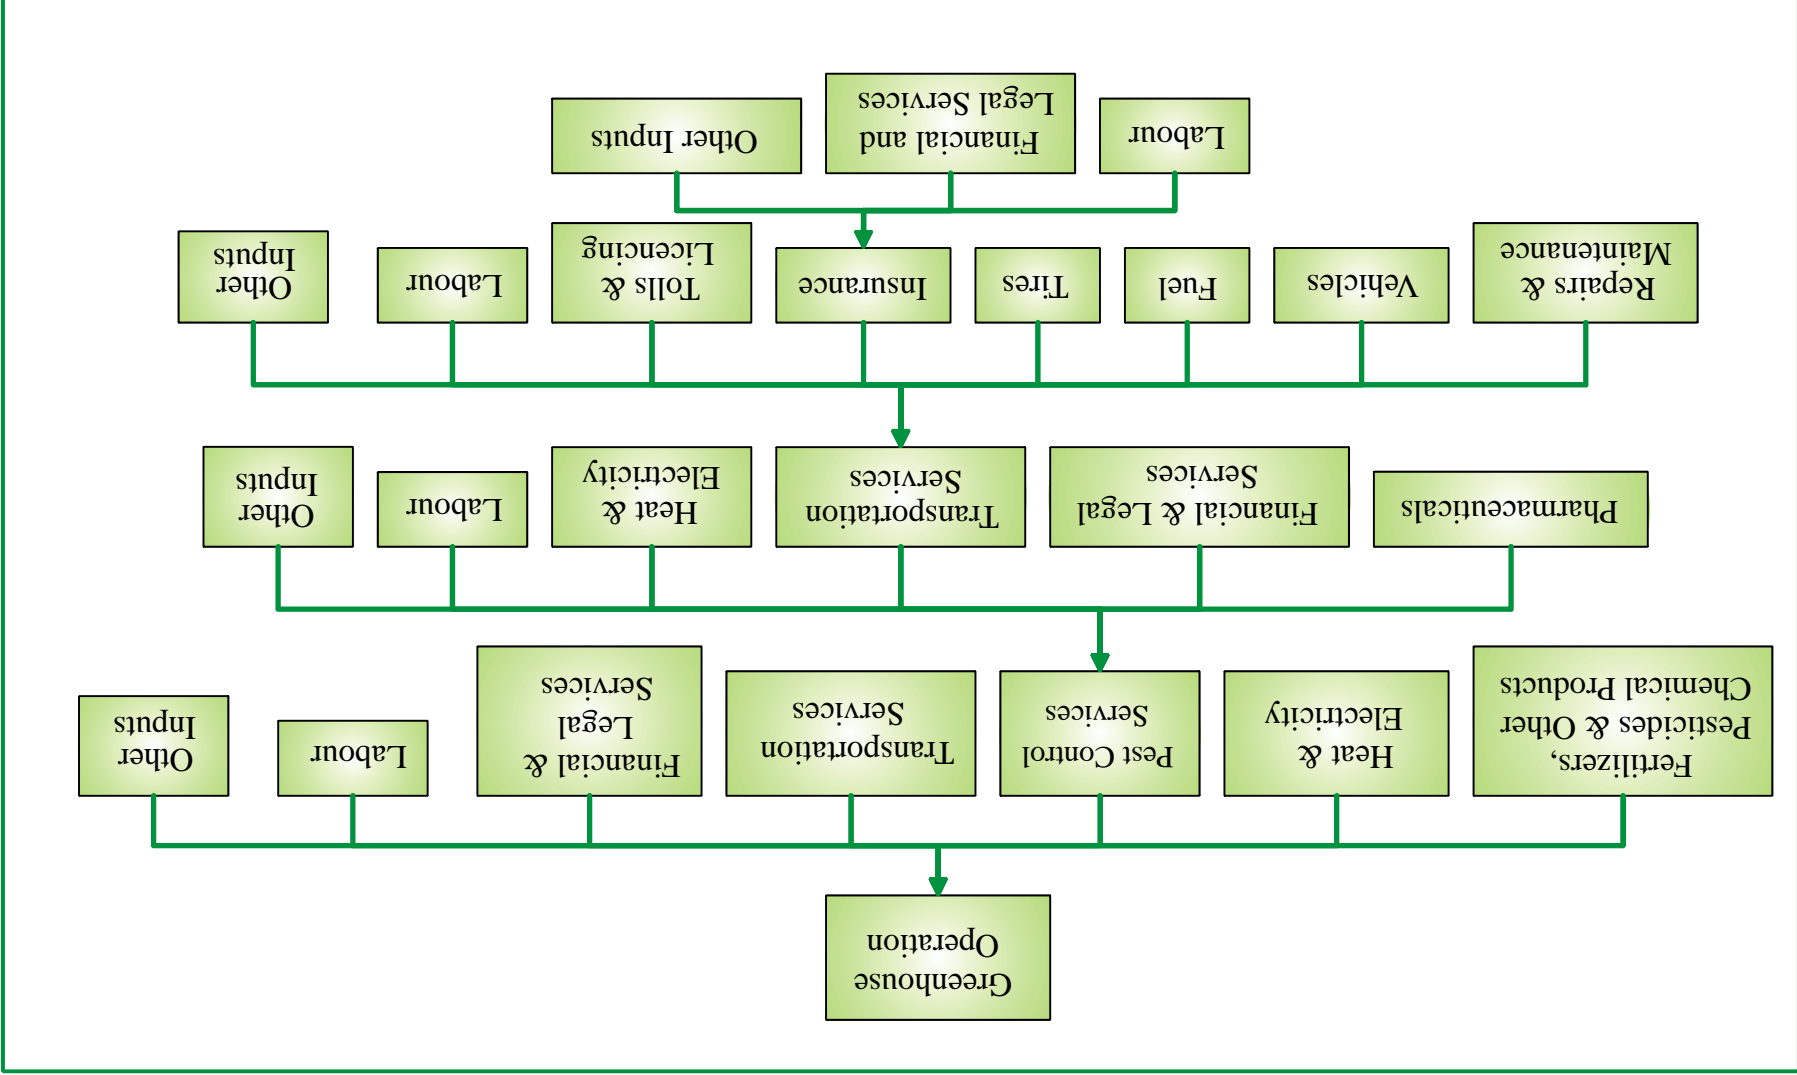 Greenhouse
Operation
Fertilizers,
Pesticides & Other
Chemical Products
Heat &
Electricity
Pest Control
Services
Transportation
Services
Financial &
Legal
Services
Labour
Other
Inputs
Pharmaceuticals
Financial & Legal
Services
Transportation
Services
Heat &
Electricity
Labour
Other
Inputs
Repairs &
Maintenance
Vehicles
Fuel
Tires
Insurance
Tolls &
Licencing
Labour
Other
Inputs
Labour
Financial and
Legal Services
Other Inputs